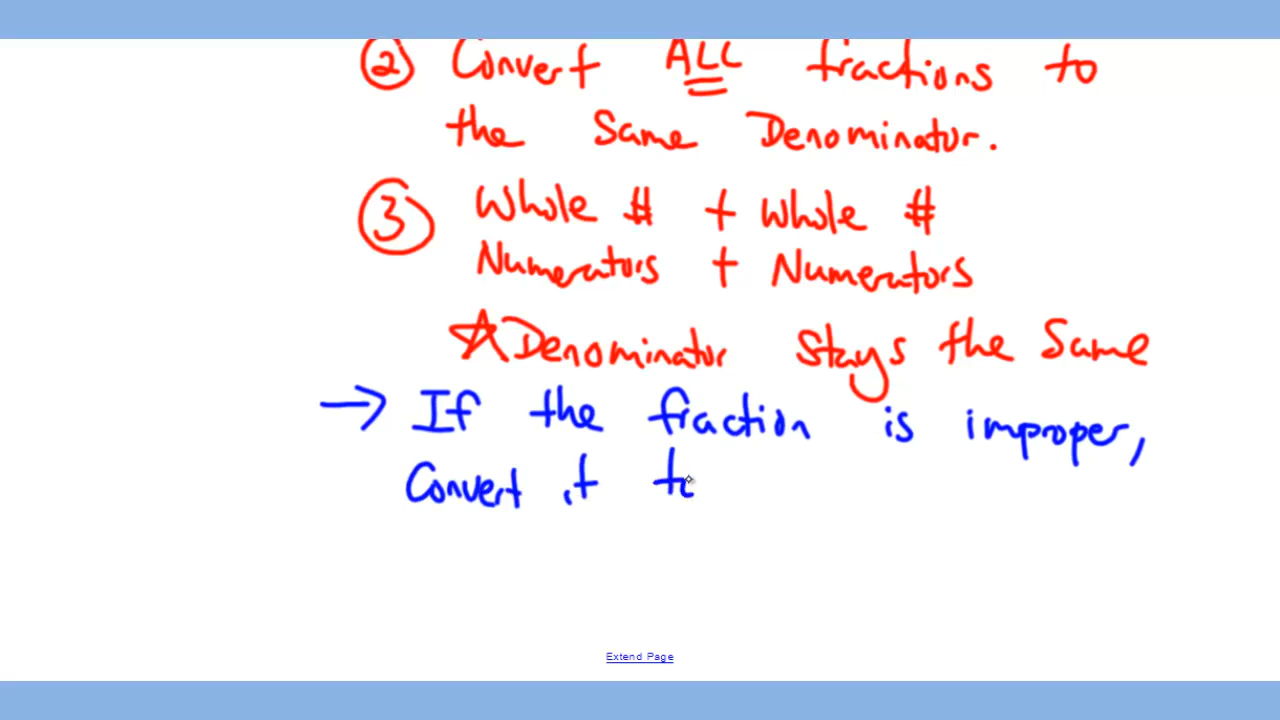 ② Convert ALL fractions to
the Same Denominator.
③ Whole # + Whole #
Numerators + Numerators
☆Denominator Stays the Same
→ If the fraction is improper,
Convert it to
Extend Page